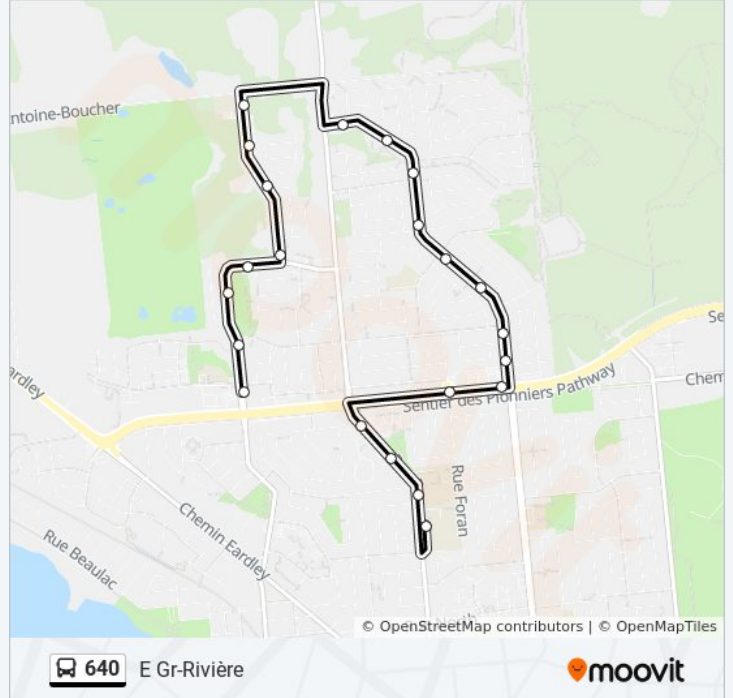 ntoine-Boucher
Se
Chem
ardley
Sentier des Pionniers Pathway
Rue Foran
Chemin Eardley
Rue Beaulac
© OpenStreetMap contributors | © OpenMapTiles
640 E Gr-Rivière
moovit